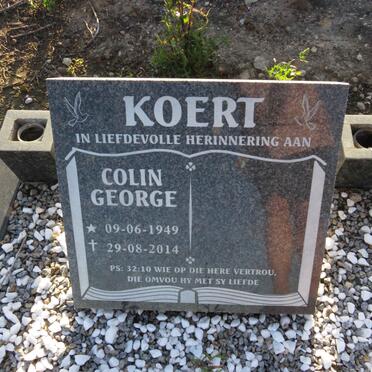 KOERT
IN LIEFDEVOLLE HERINNERING AAN
COLIN
GEORGE
★ 09-06-1949
✝ 29-08-2014
PS: 32:10 WIE OP DIE HERE VERTROU,
DIE OMVOU HY MET SY LIEFDE